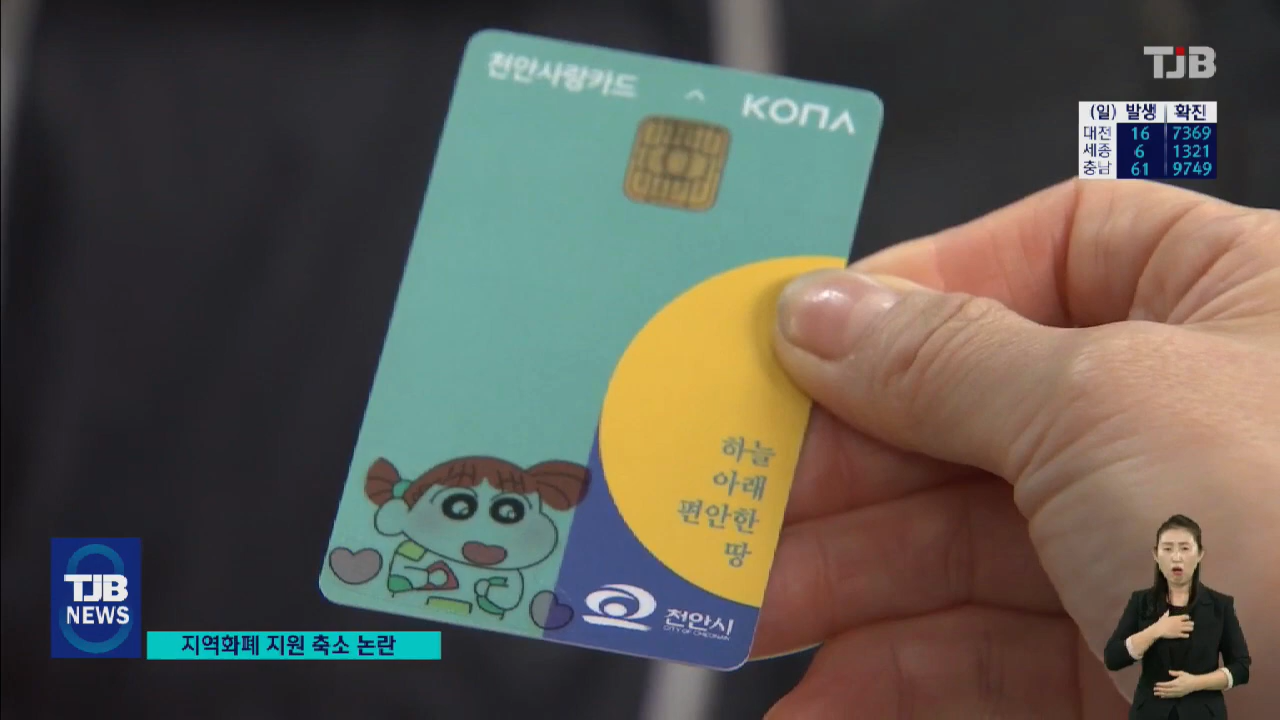 천안사랑카드
KONA
TJB
(일) 발생 확진
대전 16 7369
세종 6 1321
충남 61 9749
하늘
아래
편안한
땅
천안시
CITY OF CHEONAN
8
TJB
NEWS
지역화폐 지원 축소 논란